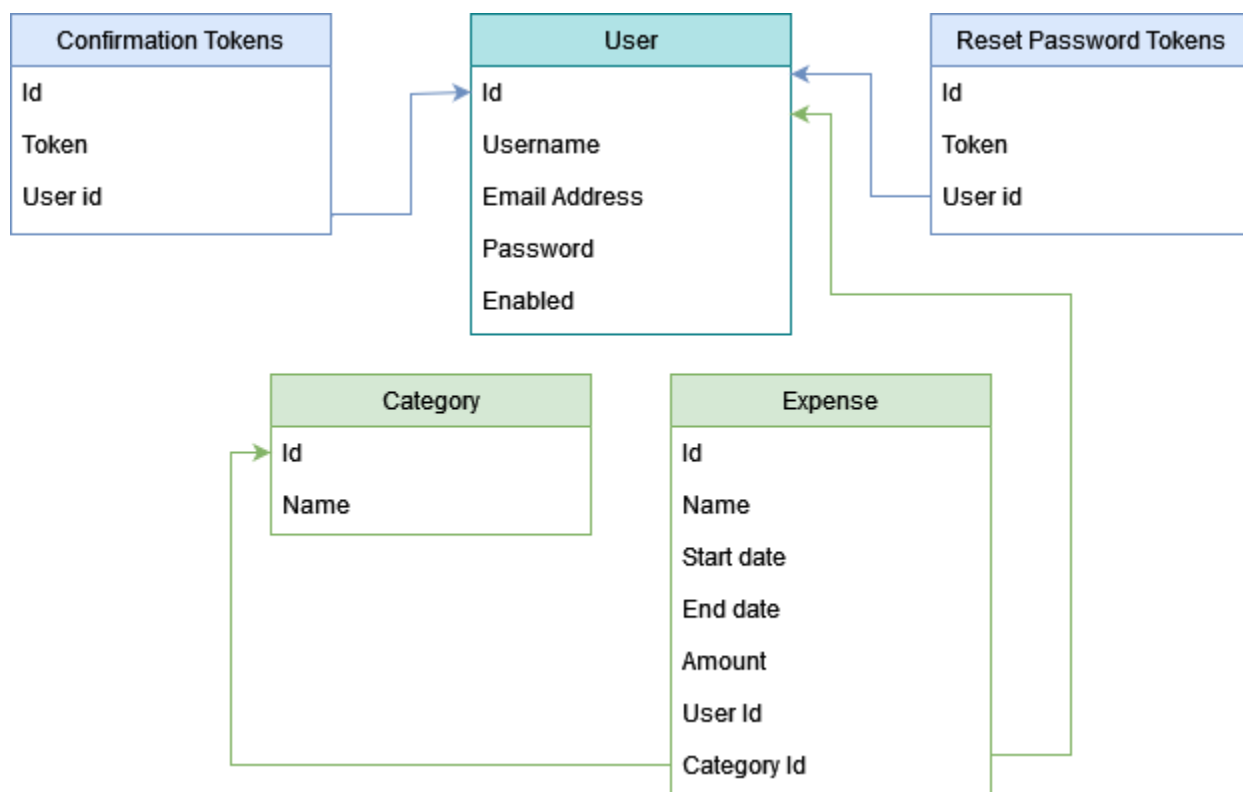 Confirmation Tokens
Id
Token
User id
User
Id
Username
Email Address
Password
Enabled
Reset Password Tokens
Id
Token
User id
Category
Id
Name
Expense
Id
Name
Start date
End date
Amount
User Id
Category Id